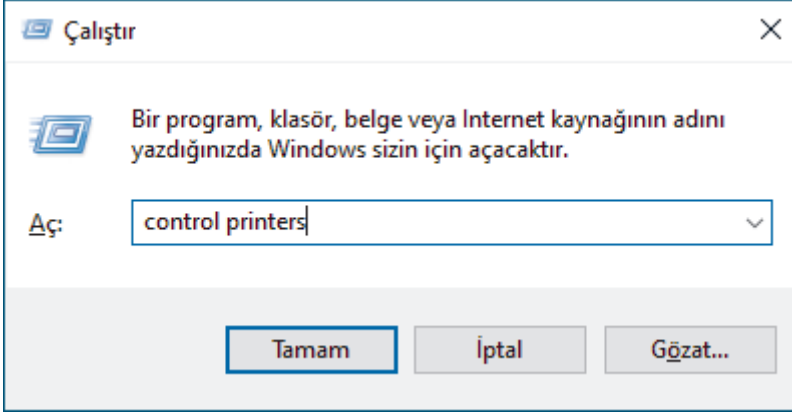 Çalıştır
Bir program, klasör, belge veya Internet kaynağının adını
yazdığınızda Windows sizin için açacaktır.
Aç:
control printers
Tamam
İptal
Gözat...